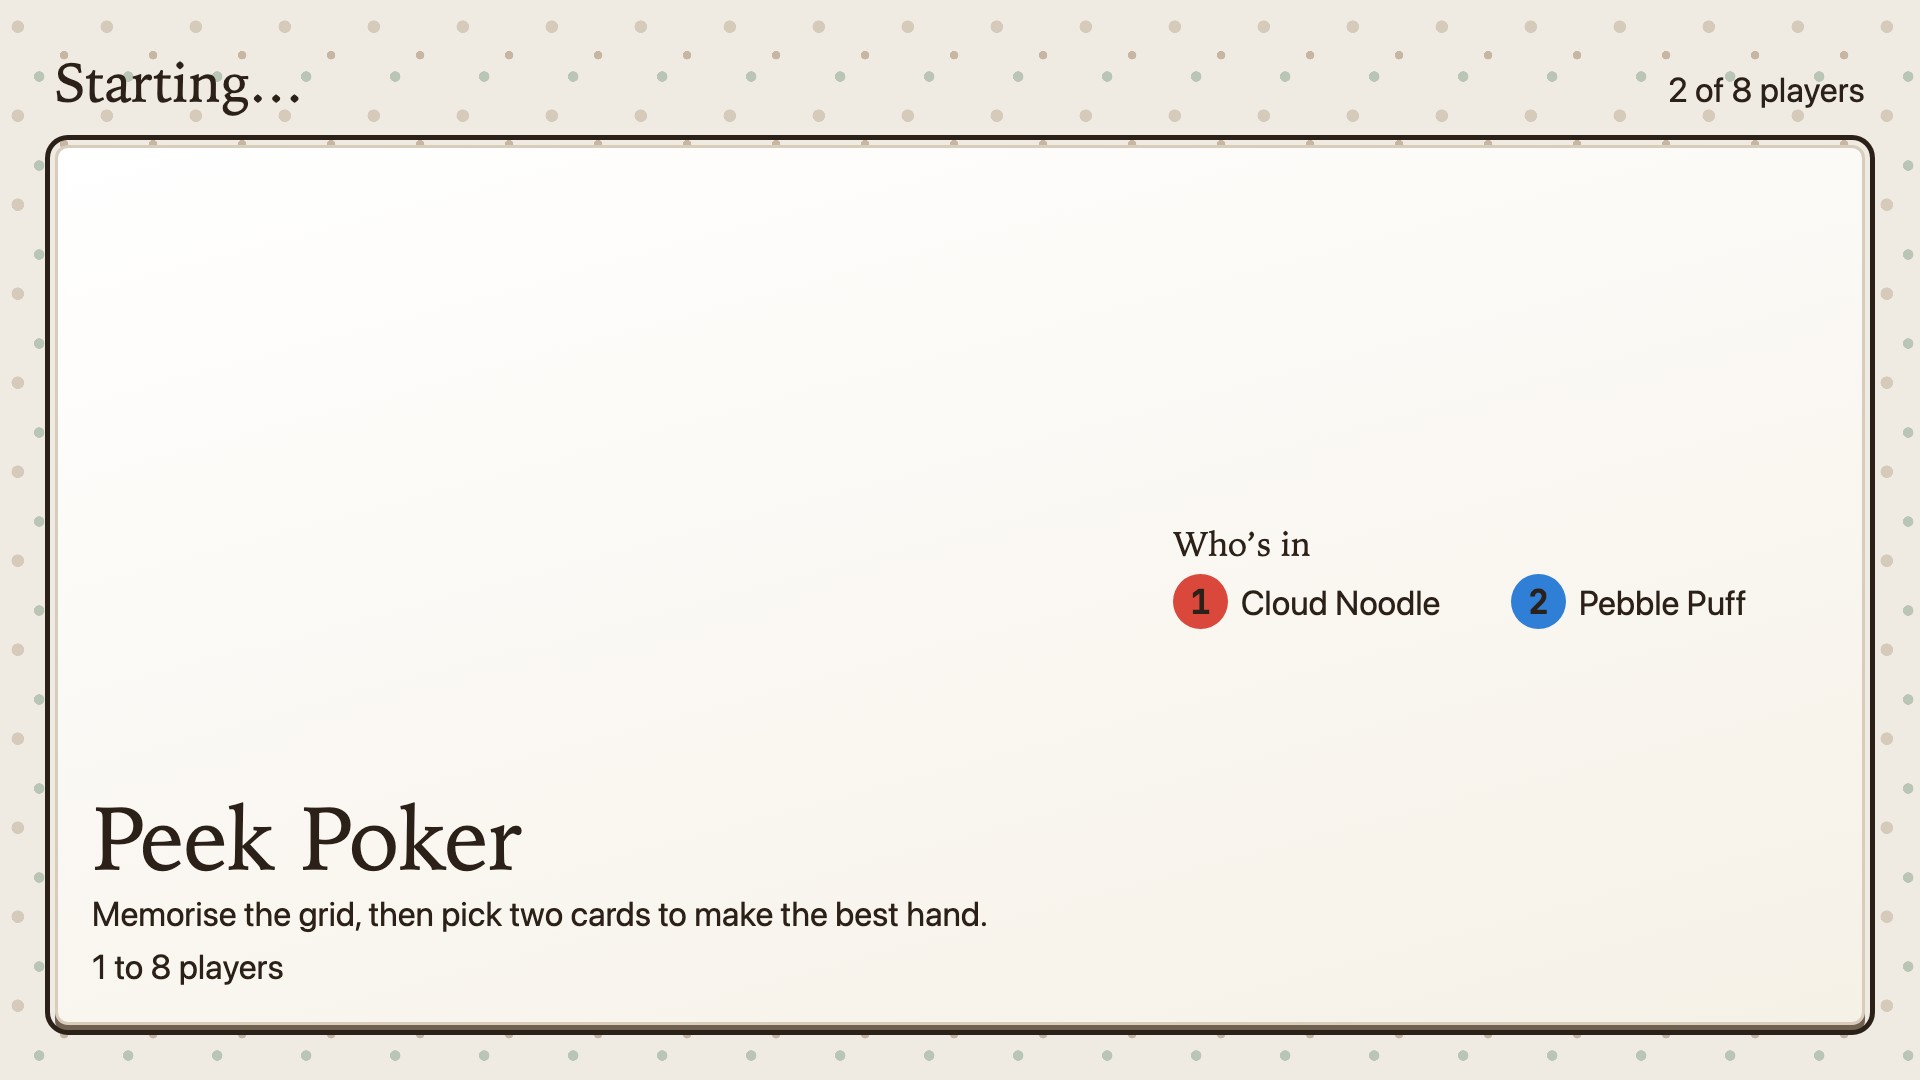 Starting…
2 of 8 players
Who’s in
1 Cloud Noodle
2 Pebble Puff
Peek Poker
Memorise the grid, then pick two cards to make the best hand.
1 to 8 players